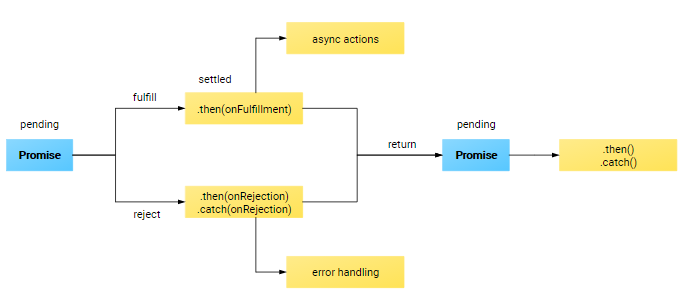 async actions
settled
fulfill
.then(onFulfillment)
pending
Promise
return
pending
Promise
.then()
.catch()
.then(onRejection)
.catch(onRejection)
reject
error handling